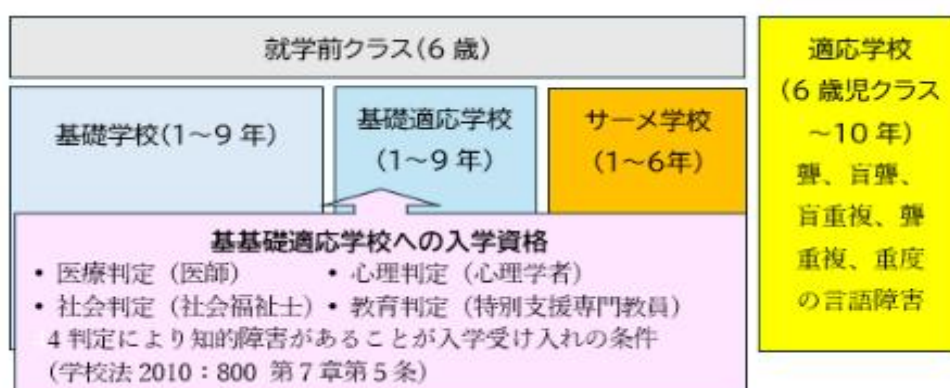 就学前クラス(6 歳)
基礎学校(1～9 年)
基礎適応学校
(1～9 年)
サーメ学校
(1～6年)
適応学校
(6 歳児クラス
～10 年)
聾、盲聾、
盲重複、聾
重複、重度
の言語障害
基基礎適応学校への入学資格
• 医療判定（医師） • 心理判定（心理学者）
• 社会判定（社会福祉士） • 教育判定（特別支援専門教員）
4 判定により知的障害があることが入学受け入れの条件
(学校法 2010：800 第 7 章第 5 条)